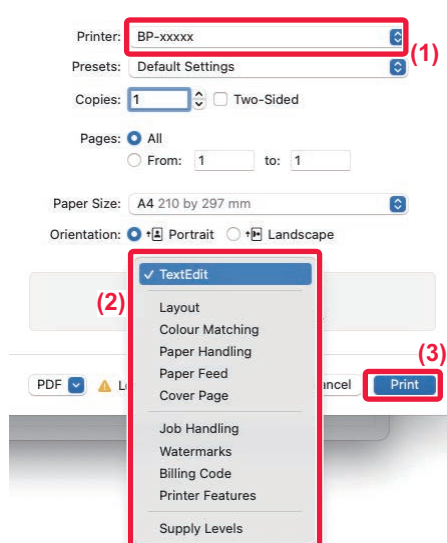 Printer: BP-xxxxx
(1)
Presets: Default Settings
Copies: 1 Two-Sided
Pages: All
From: 1 to: 1
Paper Size: A4 210 by 297 mm
Orientation: Portrait Landscape
✓ TextEdit
(2)
Layout
Colour Matching
Paper Handling
(3)
Paper Feed
PDF ancel Print
Cover Page
Job Handling
Watermarks
Billing Code
Printer Features
Supply Levels